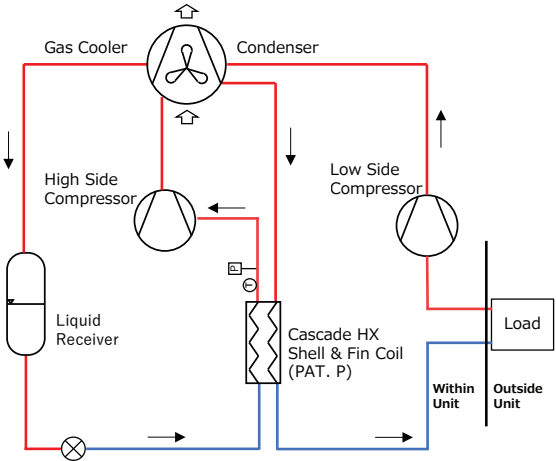 Gas Cooler
Condenser
High Side
Compressor
Low Side
Compressor
P
T
Liquid
Receiver
Cascade HX
Shell & Fin Coil
(PAT. P)
Load
Within
Unit
Outside
Unit